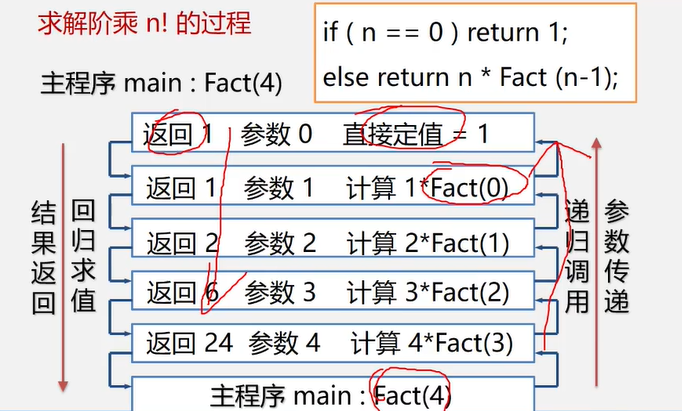 求解阶乘 n! 的过程
if ( n == 0 ) return 1;
else return n * Fact (n-1);
主程序 main : Fact(4)
返回 1 参数 0 直接定值 = 1
返回 1 参数 1 计算 1*Fact(0)
返回 2 参数 2 计算 2*Fact(1)
返回 6 参数 3 计算 3*Fact(2)
返回 24 参数 4 计算 4*Fact(3)
主程序 main : Fact(4)
结果返回
回归求值
递归调用
参数传递